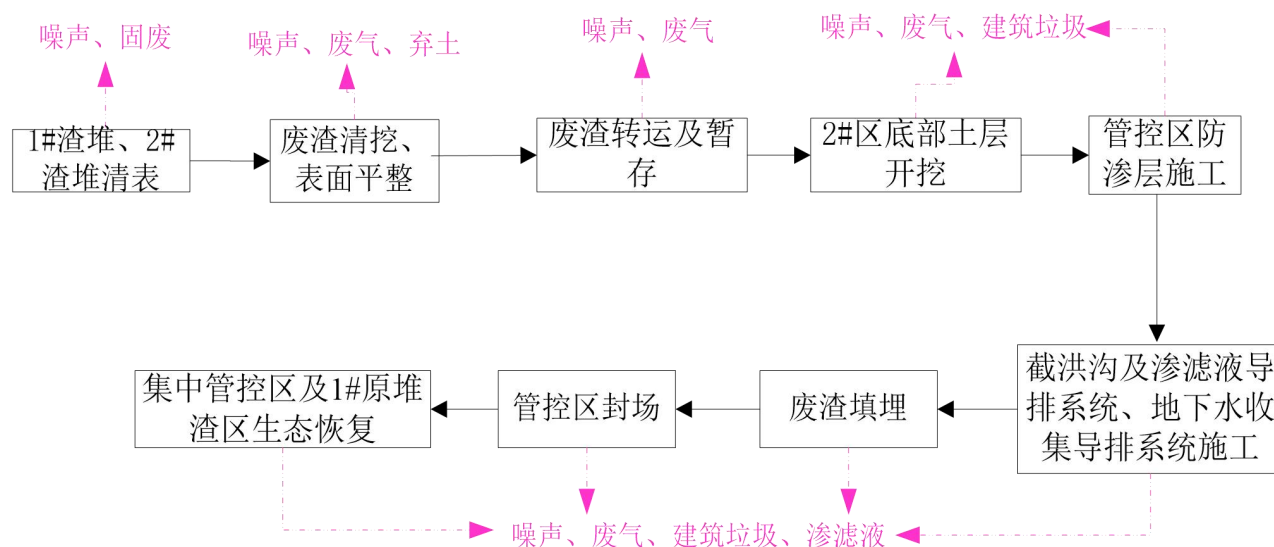 噪声、固废
噪声、废气、弃土
噪声、废气
噪声、废气、建筑垃圾
1#渣堆、2#
渣堆清表
废渣清挖、
表面平整
废渣转运及暂
存
2#区底部土层
开挖
管控区防
渗层施工
截洪沟及渗滤液导
排系统、地下水收
集导排系统施工
废渣填埋
管控区封场
集中管控区及1#原堆
渣区生态恢复
噪声、废气、建筑垃圾、渗滤液